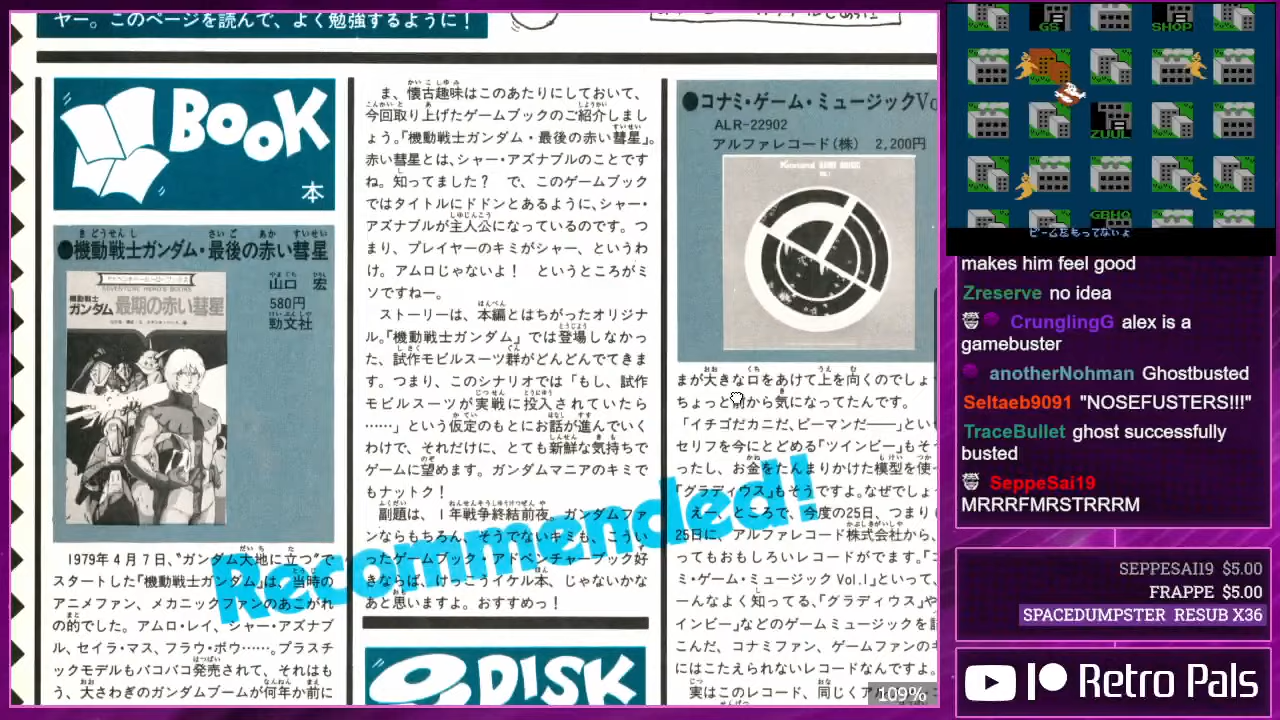 ヤー。このページを読んで、よく勉強するように！
BOOK
本
●機動戦士ガンダム・最後の赤い彗星
機動戦士
ガンダム 最期の赤い彗星
山口　宏
580円
勁文社
1979年4月7日、"ガンダム大地に立つ"で
スタートした「機動戦士ガンダム」は、当時の
アニメファン、メカニックファンのあこがれ
の的でした。アムロ・レイ、シャー・アズナブ
ル、セイラ・マス、フラウ・ボウ……。プラスチ
ックモデルもバコバコ発売されて、それはも
う、大さわぎのガンダムブームが何年か前に
ま、懐古趣味はこのあたりにしておいて、
今回取り上げたゲームブックのご紹介しまし
ょう。『機動戦士ガンダム・最後の赤い彗星』。
赤い彗星とは、シャー・アズナブルのことです
ね。知ってました？　で、このゲームブック
ではタイトルにドドンとあるように、シャー・
アズナブルが主人公になっているのです。つ
まり、プレイヤーのキミがシャー、というわ
け。アムロじゃないよ！　というところがミ
ソですねー。
ストーリーは、本編とはちがったオリジナ
ル。『機動戦士ガンダム』では登場しなかっ
た、試作モビルスーツ群がどんどんでてきま
す。つまり、このシナリオでは「もし、試作
モビルスーツが実戦に投入されていたら
……」という仮定のもとにお話が進んでいく
わけで、それだけに、とても新鮮な気持ちで
ゲームに望めます。ガンダムマニアのキミで
もナットク！
副題は、1年戦争終結前夜。ガンダムファ
ンならもちろん、そうでないキミも、こうい
ったゲームブック・アドベンチャーブック好
きならば、けっこうイケル本、じゃないかな
あと思いますよ。おすすめっ！
Recommended!
DISK
●コナミ・ゲーム・ミュージックVo
ALR-22902
アルファレコード(株)　2,200円
Konami GAME MUSIC
VOL.1
まが大きな口をあけて上を向くのでしょ
ちょっと前から気になってたんです。
「イチゴだカニだ、ピーマンだ──」とい
セリフを今にとどめる「ツインビー」もそ
ったし、お金をたんまりかけた模型を使
「グラディウス」もそうですよ。なぜでしょ
えー、ところで、今度の25日、つまり
25日に、アルファレコード株式会社から、
ってもおもしろいレコードがでます。「コ
ミ・ゲーム・ミュージック Vol.1」といって、
ーんなよく知ってる、「グラディウス」や
インビー」などのゲームミュージックを
こんだ、コナミファン、ゲームファンの
にはこたえられないレコードなんですよ。
実はこのレコード、同じくア
109%
GS
SHOP
ZUUL
GBHQ
ビームをもってないよ
makes him feel good
Zreserve no idea
CrunglingG alex is a
gamebuster
anotherNohman Ghostbusted
Seltaeb9091 "NOSEFUSTERS!!!"
TraceBullet ghost successfully
busted
SeppeSai19
MRRRFMRSTRRRM
SEPPESAI19 $5.00
FRAPPE $5.00
SPACEDUMPSTER RESUB X36
Retro Pals